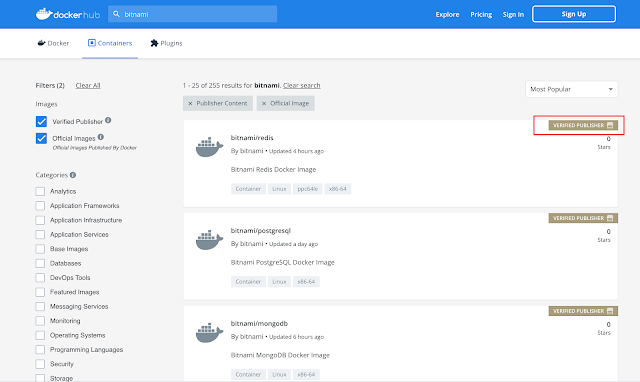 dockerhub
bitnami
Explore
Pricing
Sign In
Sign Up
Docker
Containers
Plugins
Filters (2)
Clear All
Images
Verified Publisher
Official Images
Official Images Published By Docker
Categories
Analytics
Application Frameworks
Application Infrastructure
Application Services
Base Images
Databases
DevOps Tools
Featured Images
Messaging Services
Monitoring
Operating Systems
Programming Languages
Security
Storage
1 - 25 of 255 results for bitnami. Clear search
Most Popular
× Publisher Content
× Official Image
VERIFIED PUBLISHER
bitnami/redis
0
Stars
By bitnami • Updated 4 hours ago
Bitnami Redis Docker Image
Container
Linux
ppc64le
x86-64
VERIFIED PUBLISHER
bitnami/postgresql
0
Stars
By bitnami • Updated a day ago
Bitnami PostgreSQL Docker Image
Container
Linux
x86-64
VERIFIED PUBLISHER
bitnami/mongodb
0
Stars
By bitnami • Updated 6 hours ago
Bitnami MongoDB Docker Image
Container
Linux
x86-64